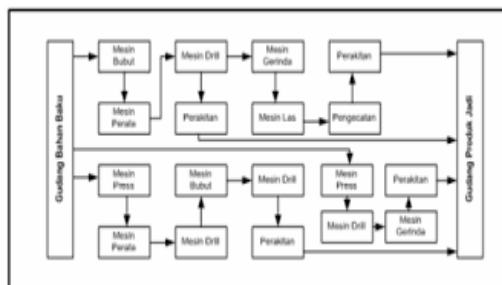 Gudang Bahan Baku
Mesin
Bubut
Mesin Drill
Mesin
Gerinda
Perakitan
Mesin
Perata
Perakitan
Mesin Las
Pengecatan
Mesin
Press
Mesin
Bubut
Mesin Drill
Mesin
Press
Perakitan
Mesin
Perata
Mesin Drill
Perakitan
Mesin Drill
Mesin
Gerinda
Gudang Produk Jadi